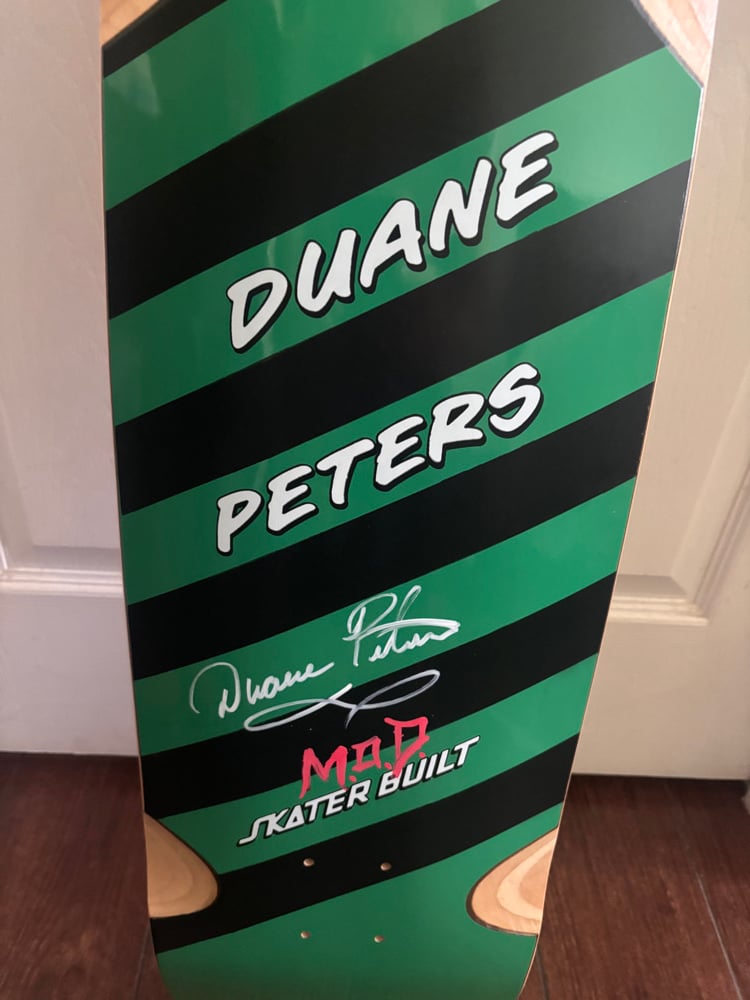 DUANE
PETERS
Duane Peters
M.O.D.
SKATER BUILT